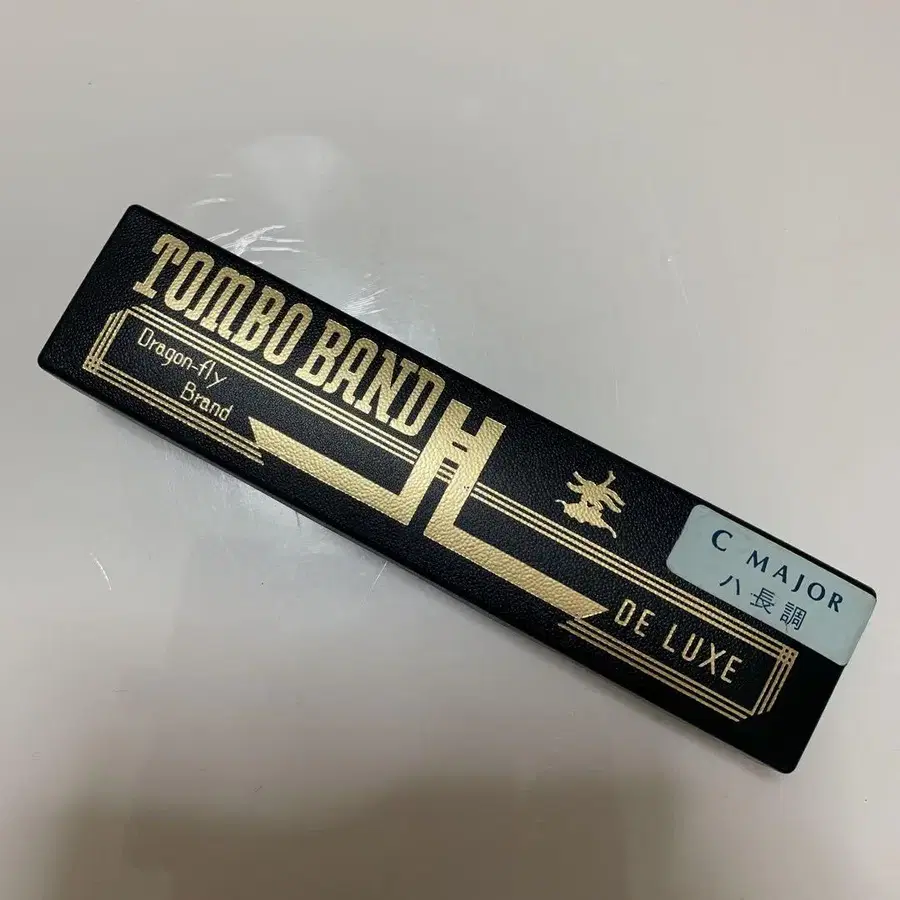 TOMBO BAND
Dragon-fly
Brand
DE LUXE
C MAJOR
ハ長調